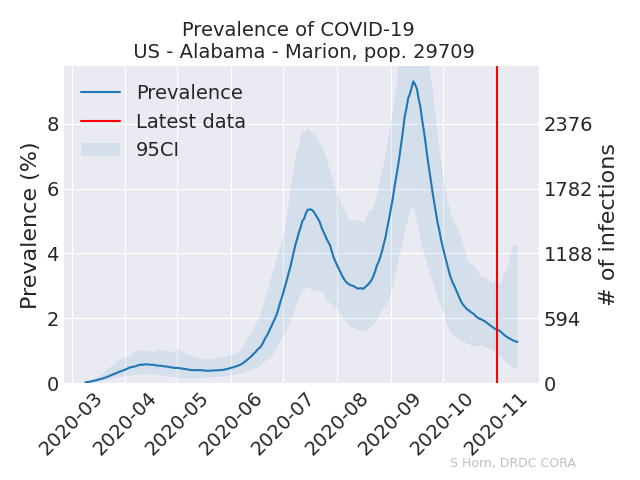 Prevalence of COVID-19
US - Alabama - Marion, pop. 29709
Prevalence
Latest data
95CI
Prevalence (%)
8
6
4
2
0
2376
1782
1188
594
0
# of infections
2020-03
2020-04
2020-05
2020-06
2020-07
2020-08
2020-09
2020-10
2020-11
S Horn, DRDC CORA